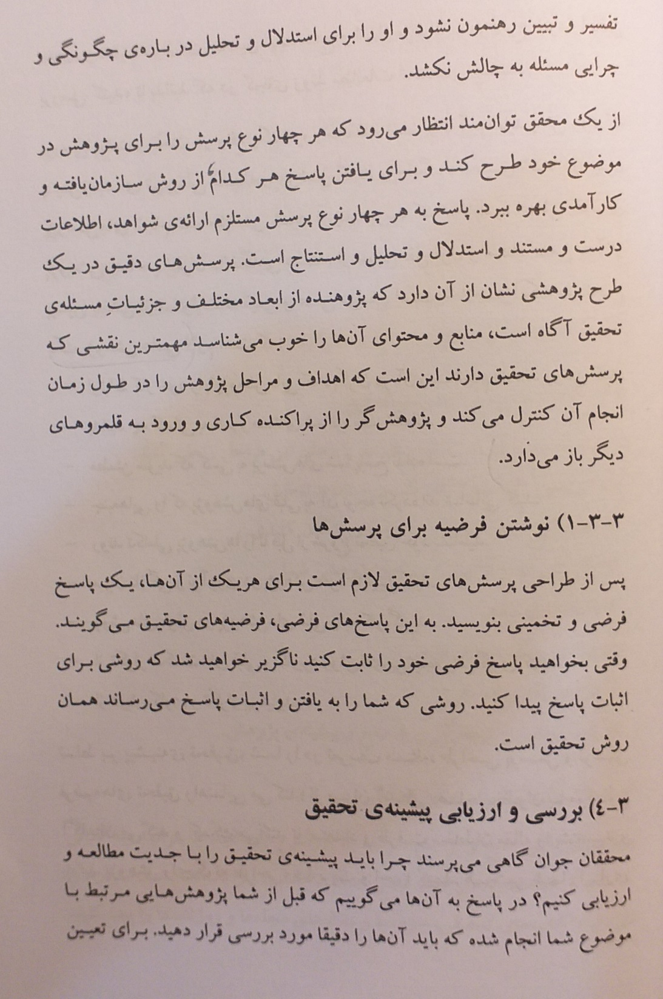 تفسیر و تبیین رهنمون نشود و او را برای استدلال و تحلیل در باره‌ی چگونگی و
چرایی مسئله به چالش نکشد.
از یک محقق توان‌مند انتظار می‌رود که هر چهار نوع پرسش را برای پژوهش در
موضوع خود طرح کند و برای یافتن پاسخ هر کدام از روش سازمان‌یافته و
کارآمدی بهره ببرد. پاسخ به هر چهار نوع پرسش مستلزم ارائه‌ی شواهد، اطلاعات
درست و مستند و استدلال و تحلیل و استنتاج است. پرسش‌های دقیق در یک
طرح پژوهشی نشان از آن دارد که پژوهنده از ابعاد مختلف و جزئیاتِ مسئله‌ی
تحقیق آگاه است، منابع و محتوای آن‌ها را خوب می‌شناسد مهمترین نقشی که
پرسش‌های تحقیق دارند این است که اهداف و مراحل پژوهش را در طول زمان
انجام آن کنترل می‌کند و پژوهش‌گر را از پراکنده کاری و ورود به قلمروهای
دیگر باز می‌دارد.
۳-۳-۱) نوشتن فرضیه برای پرسش‌ها
پس از طراحی پرسش‌های تحقیق لازم است برای هریک از آن‌ها، یک پاسخ
فرضی و تخمینی بنویسید. به این پاسخ‌های فرضی، فرضیه‌های تحقیق می‌گویند.
وقتی بخواهید پاسخ فرضی خود را ثابت کنید ناگزیر خواهید شد که روشی برای
اثبات پاسخ پیدا کنید. روشی که شما را به یافتن و اثبات پاسخ می‌رساند همان
روش تحقیق است.
۳-٤) بررسی و ارزیابی پیشینه‌ی تحقیق
محققان جوان گاهی می‌پرسند چرا باید پیشینه‌ی تحقیق را با جدیت مطالعه و
ارزیابی کنیم؟ در پاسخ به آن‌ها می‌گوییم که قبل از شما پژوهش‌هایی مرتبط با
موضوع شما انجام شده که باید آن‌ها را دقیقا مورد بررسی قرار دهید. برای تعیین